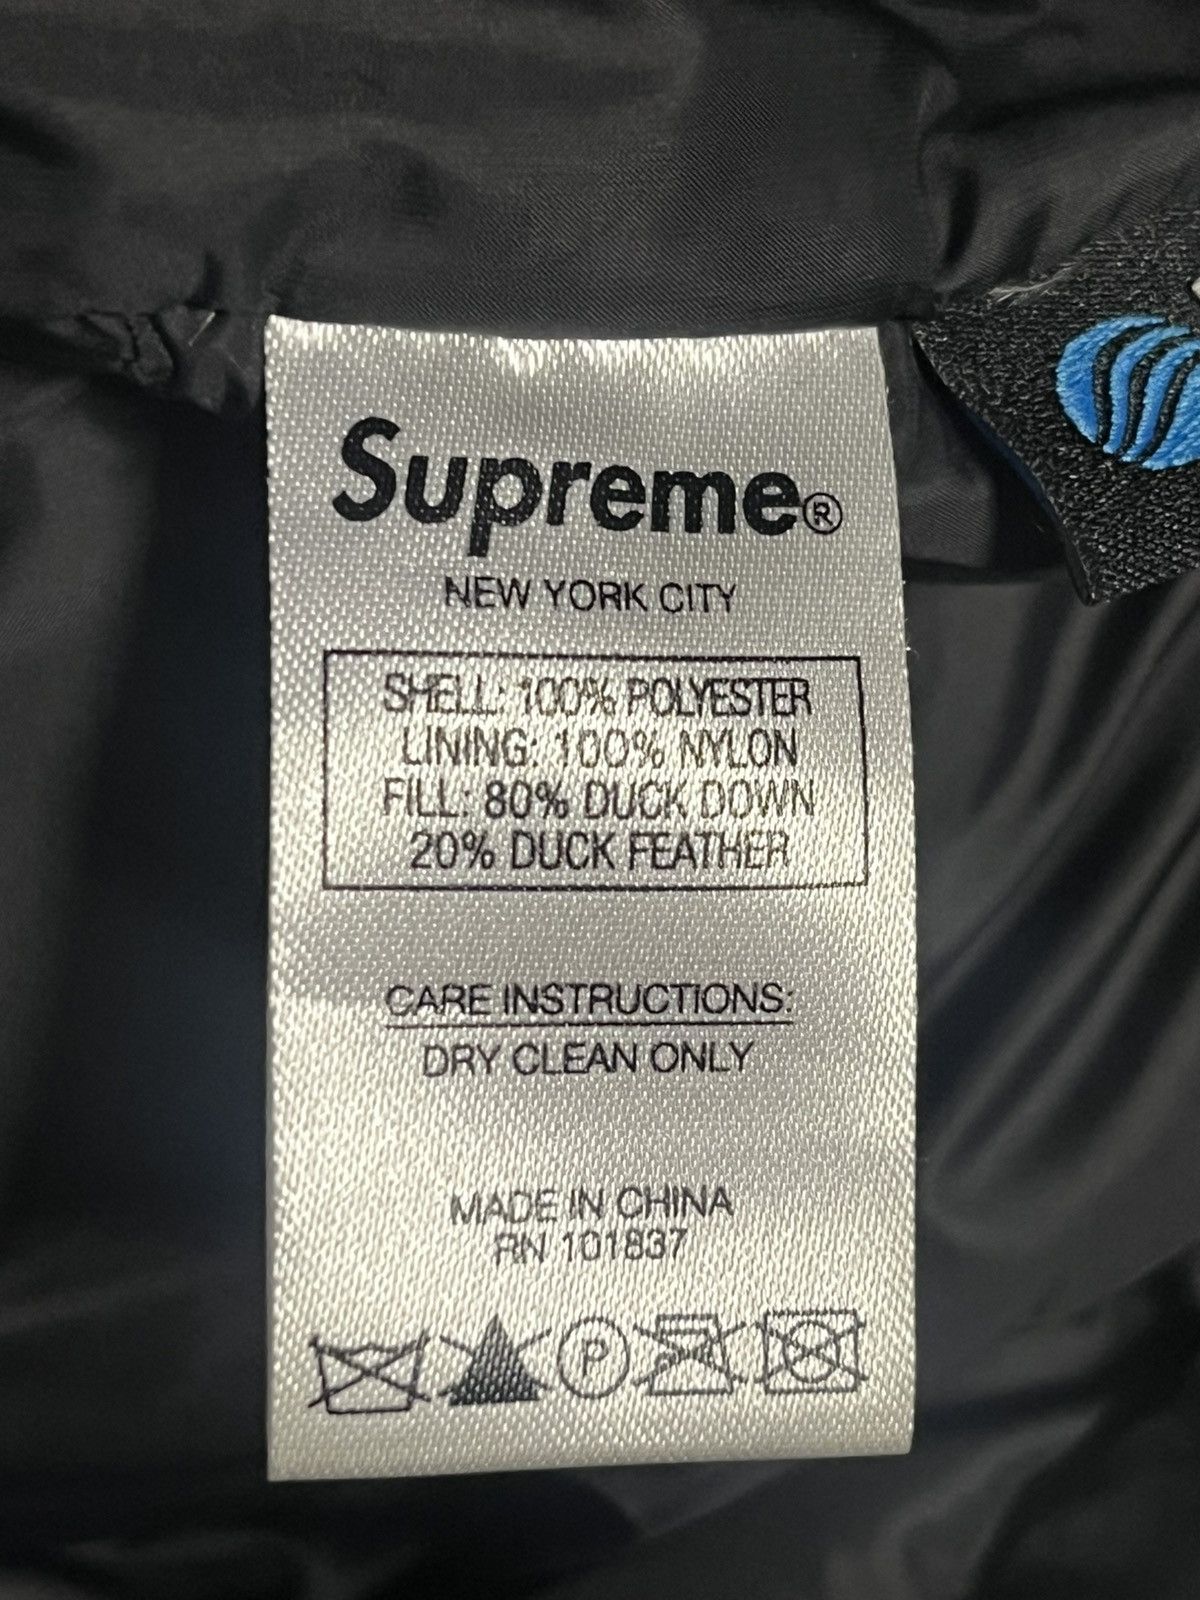 Supreme®
NEW YORK CITY
SHELL: 100% POLYESTER
LINING: 100% NYLON
FILL: 80% DUCK DOWN
20% DUCK FEATHER
CARE INSTRUCTIONS:
DRY CLEAN ONLY
MADE IN CHINA
RN 101837
P